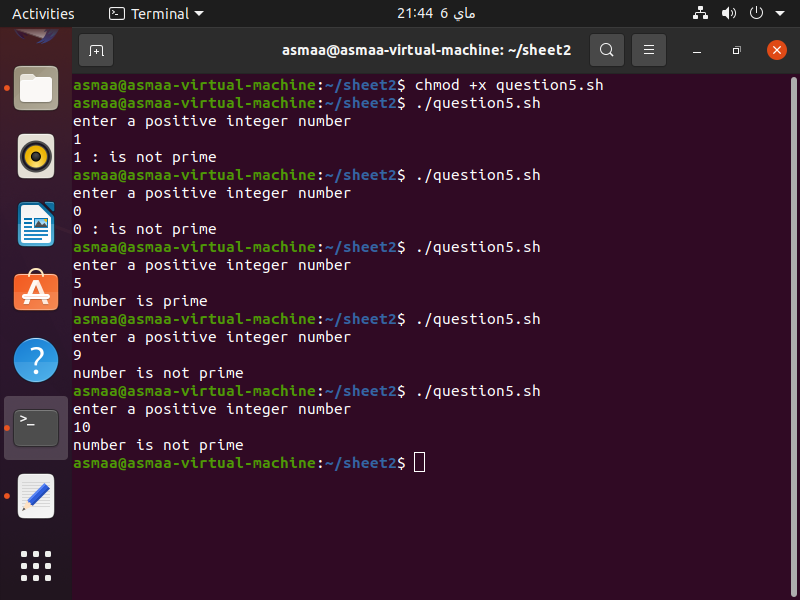 Activities
Terminal
21:44 6 ماي
asmaa@asmaa-virtual-machine: ~/sheet2
asmaa@asmaa-virtual-machine:~/sheet2$ chmod +x question5.sh
asmaa@asmaa-virtual-machine:~/sheet2$ ./question5.sh
enter a positive integer number
1
1 : is not prime
asmaa@asmaa-virtual-machine:~/sheet2$ ./question5.sh
enter a positive integer number
0
0 : is not prime
asmaa@asmaa-virtual-machine:~/sheet2$ ./question5.sh
enter a positive integer number
5
number is prime
asmaa@asmaa-virtual-machine:~/sheet2$ ./question5.sh
enter a positive integer number
9
number is not prime
asmaa@asmaa-virtual-machine:~/sheet2$ ./question5.sh
enter a positive integer number
10
number is not prime
asmaa@asmaa-virtual-machine:~/sheet2$